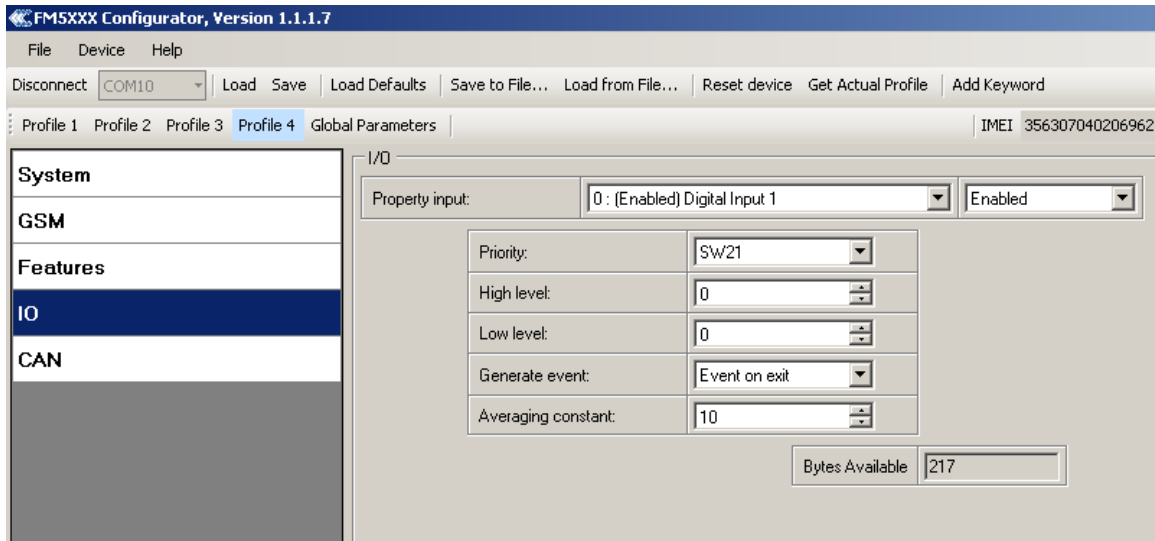 FM5XXX Configurator, Version 1.1.1.7
File Device Help
Disconnect COM10 Load Save Load Defaults Save to File... Load from File... Reset device Get Actual Profile Add Keyword
Profile 1 Profile 2 Profile 3 Profile 4 Global Parameters IMEI 356307040206962
System
GSM
Features
IO
CAN
I/O
Property input: 0 : (Enabled) Digital Input 1 Enabled
Priority: SW21
High level: 0
Low level: 0
Generate event: Event on exit
Averaging constant: 10
Bytes Available 217